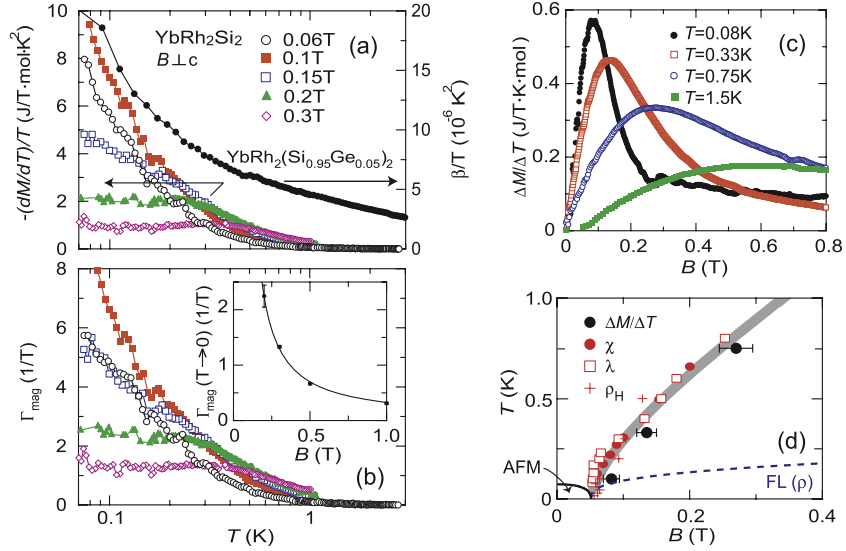 YbRh₂Si₂
B⊥c
(a)
0.06T
0.1T
0.15T
0.2T
0.3T
YbRh₂(Si₀.₉₅Ge₀.₀₅)₂
-(dM/dT)/T (J/T·mol·K²)
10
8
6
4
2
0
β/T (10⁻⁶ K²)
20
15
10
5
0
(b)
Γmag (1/T)
8
6
4
2
0
0.1
1
T (K)
Γmag (T→0) (1/T)
2
1
0
0
0.5
1.0
B (T)
(c)
T=0.08K
T=0.33K
T=0.75K
T=1.5K
ΔM/ΔT (J/T·K·mol)
0.6
0.4
0.2
0.0
0
0.2
0.4
0.6
0.8
B (T)
(d)
ΔM/ΔT
χ
λ
ρH
AFM
FL (ρ)
T (K)
1.0
0.5
0
0
0.2
0.4
B (T)